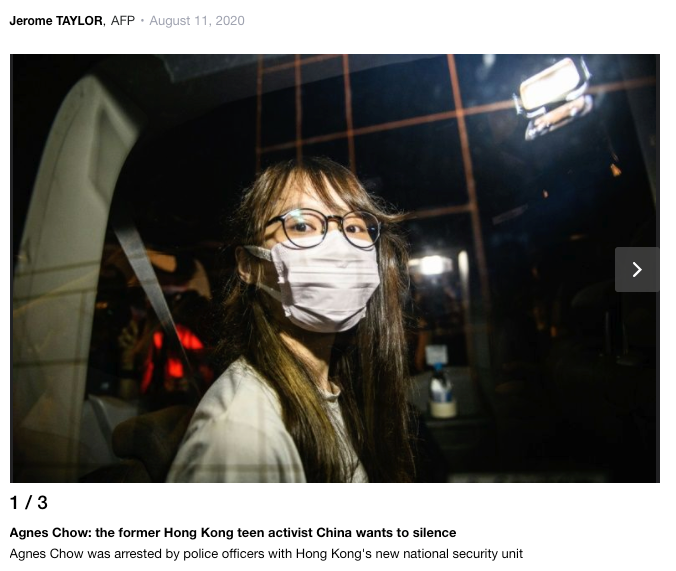 Jerome TAYLOR, AFP • August 11, 2020
1 / 3
Agnes Chow: the former Hong Kong teen activist China wants to silence
Agnes Chow was arrested by police officers with Hong Kong's new national security unit